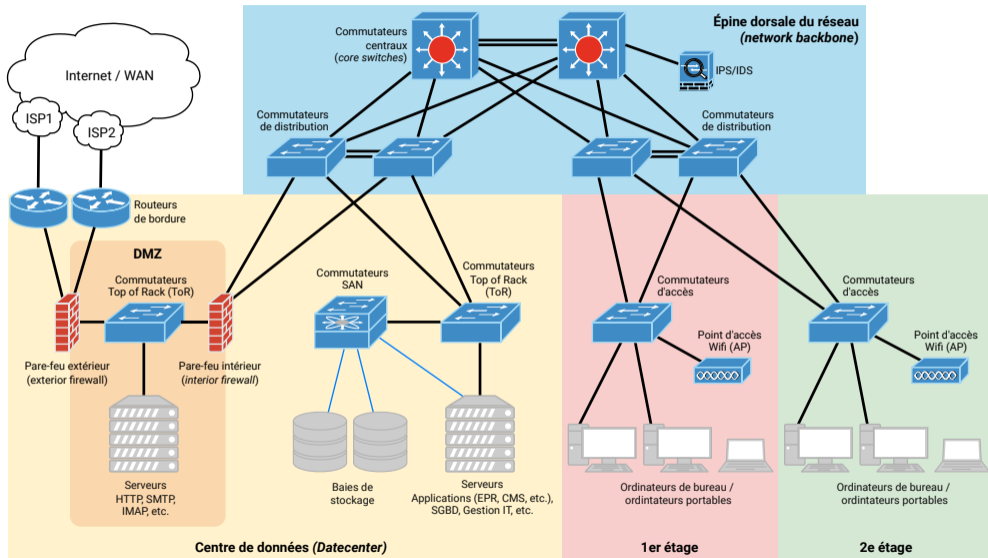 Épine dorsale du réseau
(network backbone)
Commutateurs
centraux
(core switches)
IPS/IDS
Internet / WAN
ISP1
ISP2
Commutateurs
de distribution
Commutateurs
de distribution
Routeurs
de bordure
DMZ
Commutateurs
Top of Rack (ToR)
Commutateurs
SAN
Commutateurs
Top of Rack
(ToR)
Commutateurs
d'accès
Commutateurs
d'accès
Point d'accès
Wifi (AP)
Point d'accès
Wifi (AP)
Pare-feu extérieur
(exterior firewall)
Pare-feu intérieur
(interior firewall)
Serveurs
HTTP, SMTP,
IMAP, etc.
Baies de
stockage
Serveurs
Applications (EPR, CMS, etc.),
SGBD, Gestion IT, etc.
Ordinateurs de bureau /
ordintateurs portables
Ordinateurs de bureau /
ordintateurs portables
Centre de données (Datecenter)
1er étage
2e étage